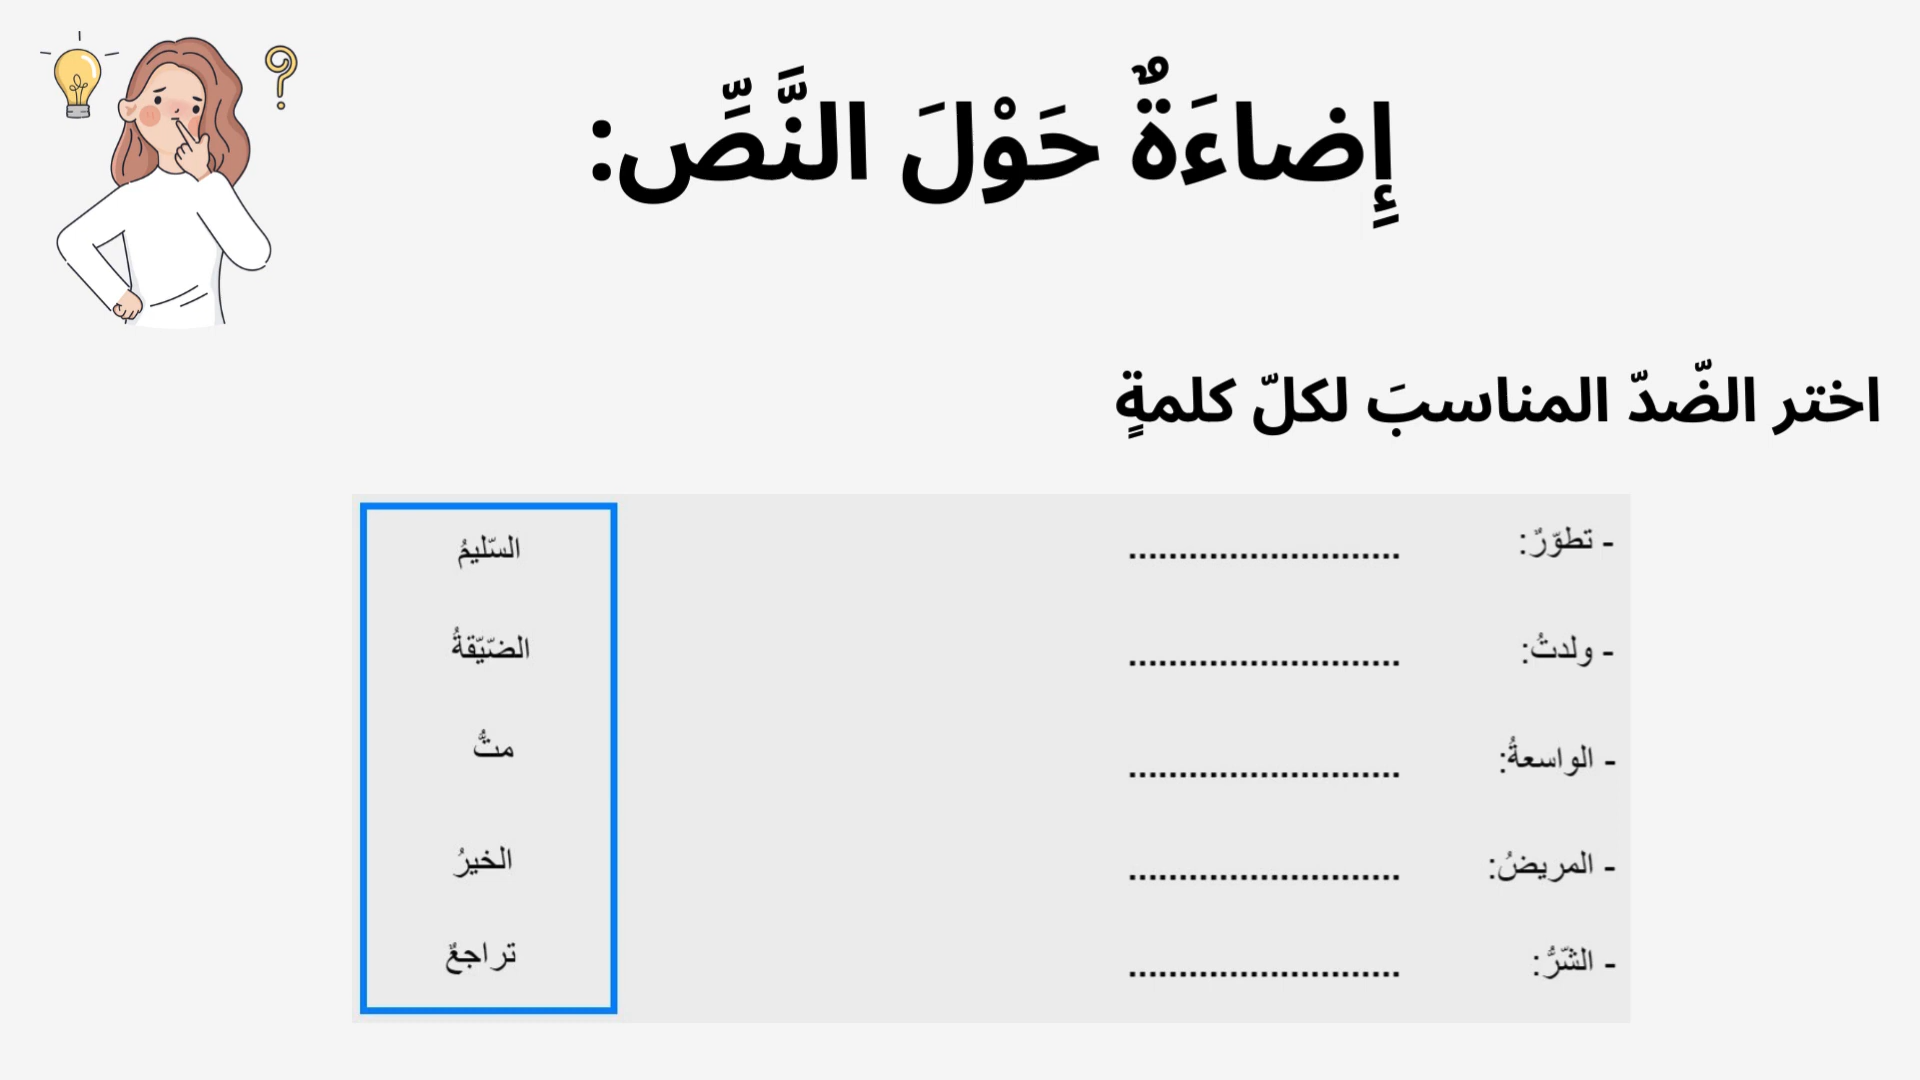 إِضاءَةٌ حَوْلَ النَّصِّ:
اختر الضّدّ المناسبَ لكلّ كلمةٍ
- تطوّرٌ: .......................... السّليمُ
- ولدتُ: .......................... الضّيّقةُ
- الواسعةُ: .......................... متُّ
- المريضُ: .......................... الخيرُ
- الشّرُّ: .......................... تراجعٌ